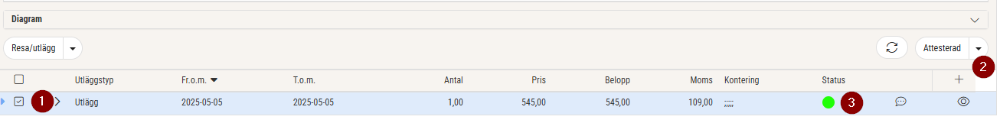 Diagram
Resa/utlägg Attesterad
2
Utläggstyp Fr.o.m. T.o.m. Antal Pris Belopp Moms Kontering Status
1 Utlägg 2025-05-05 2025-05-05 1,00 545,00 545,00 109,00 ;;;;; 3